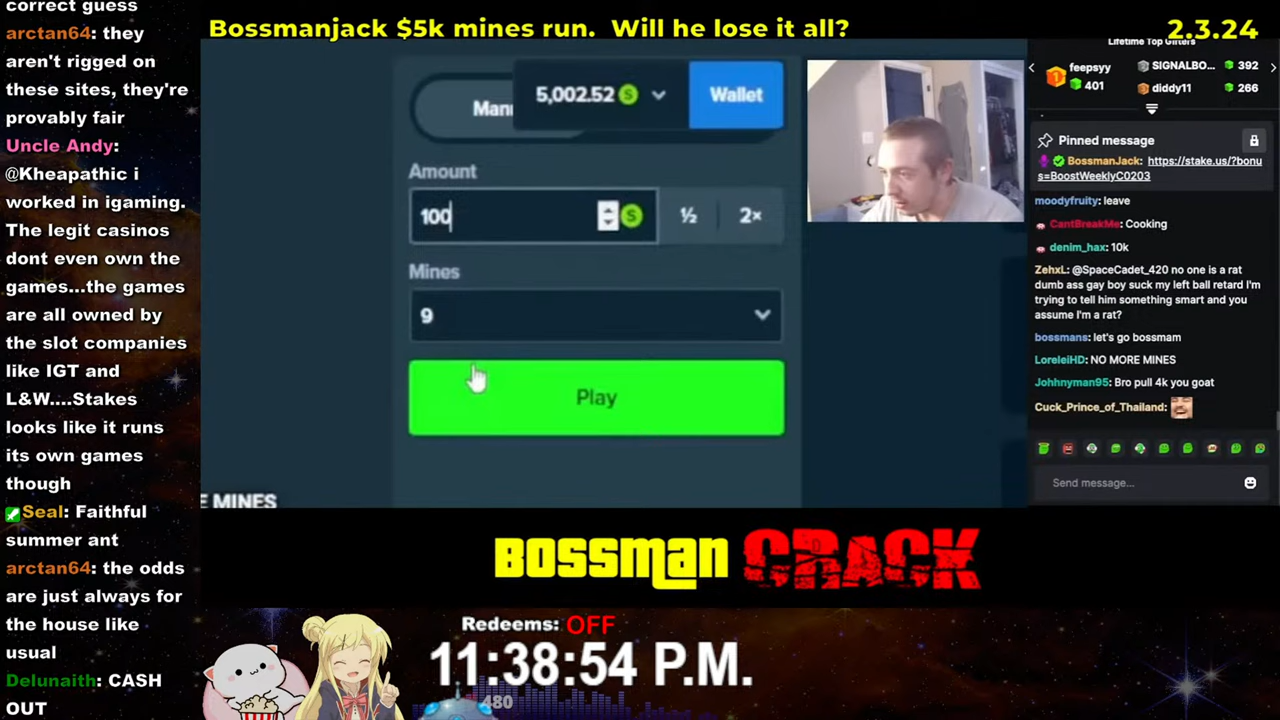 Bossmanjack $5k mines run. Will he lose it all?
2.3.24
correct guess
arctan64: they
aren't rigged on
these sites, they're
provably fair
Uncle Andy:
@Kheapathic i
worked in igaming.
The legit casinos
dont even own the
games...the games
are all owned by
the slot companies
like IGT and
L&W....Stakes
looks like it runs
its own games
though
Seal: Faithful
summer ant
arctan64: the odds
are just always for
the house like
usual
Delunaith: CASH
OUT
5,002.52
Wallet
Amount
100
½
2×
Mines
9
Play
E MINES
Lifetime Top Gifters
feepsyy
401
SIGNALBO... 392
diddy11 266
Pinned message
BossmanJack: https://stake.us/?bonu
s=BoostWeeklyC0203
moodyfruity: leave
CantBreakMe: Cooking
denim_hax: 10k
ZehxL: @SpaceCadet_420 no one is a rat
dumb ass gay boy suck my left ball retard I'm
trying to tell him something smart and you
assume I'm a rat?
bossmans: let's go bossmam
LoreleiHD: NO MORE MINES
Johhnyman95: Bro pull 4k you goat
Cuck_Prince_of_Thailand:
Send message...
BOSSMAN CRACK
Redeems: OFF
11:38:54 P.M.
480